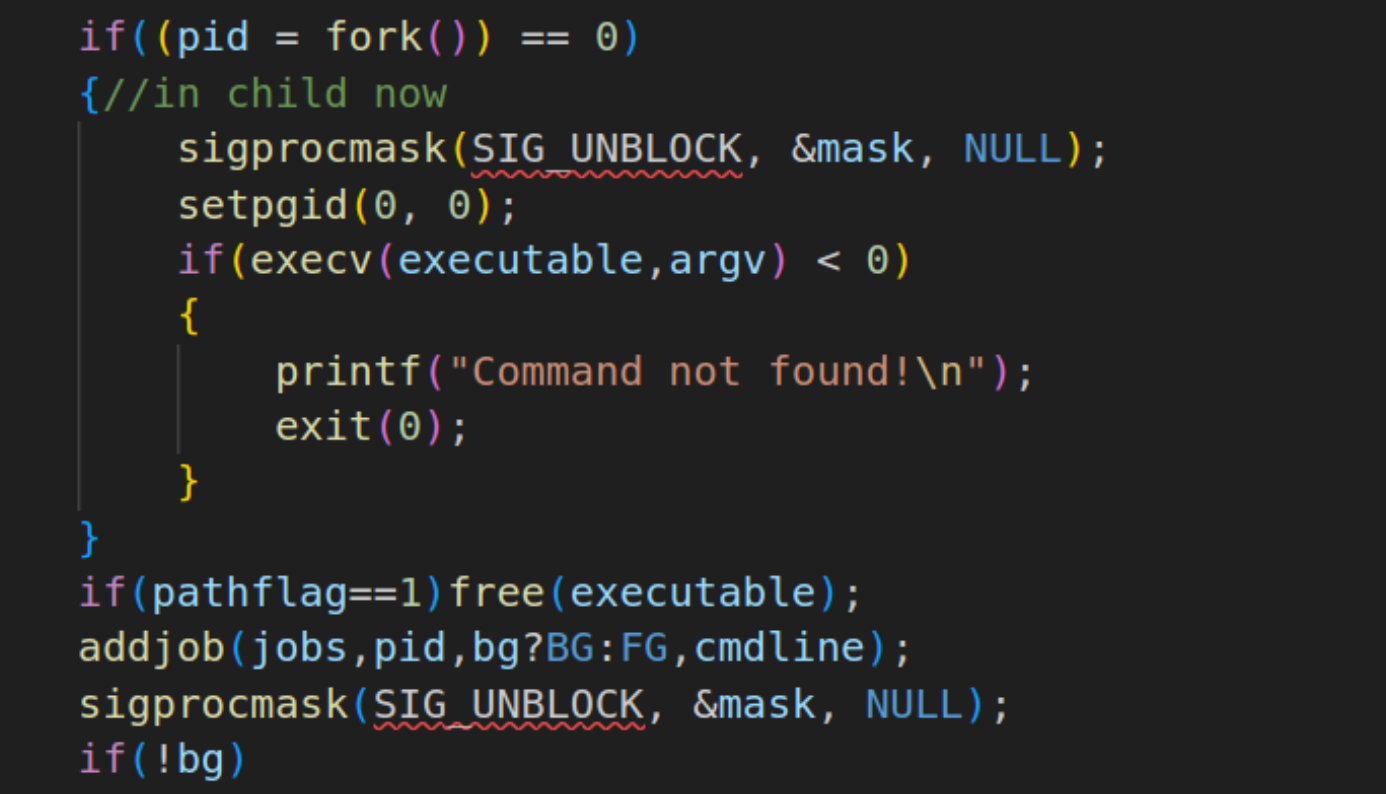 if((pid = fork()) == 0)
{//in child now
sigprocmask(SIG_UNBLOCK, &mask, NULL);
setpgid(0, 0);
if(execv(executable,argv) < 0)
{
printf("Command not found!\n");
exit(0);
}
}
if(pathflag==1)free(executable);
addjob(jobs,pid,bg?BG:FG,cmdline);
sigprocmask(SIG_UNBLOCK, &mask, NULL);
if(!bg)